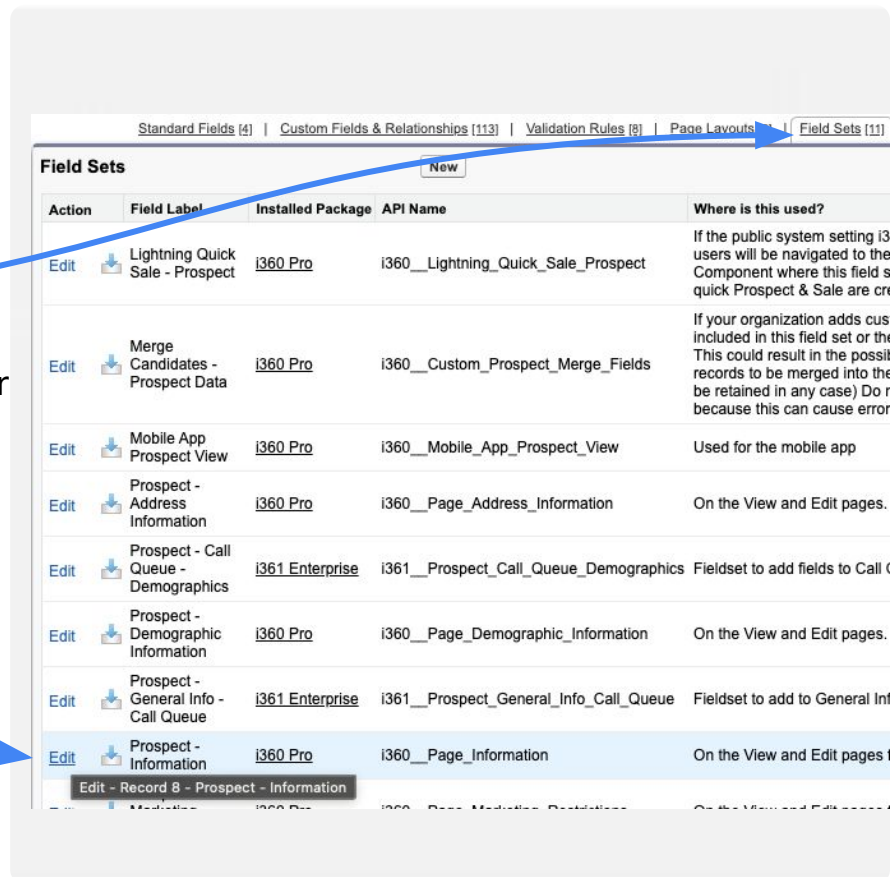 Standard Fields [4] | Custom Fields & Relationships [113] | Validation Rules [8] | Page Layouts | Field Sets [11]
Field Sets New
Action Field Label Installed Package API Name Where is this used?
If the public system setting i3
Lightning Quick users will be navigated to the
Edit Sale - Prospect i360 Pro i360__Lightning_Quick_Sale_Prospect Component where this field s
quick Prospect & Sale are cre
If your organization adds cus
included in this field set or the
Merge This could result in the possib
Edit Candidates - i360 Pro i360__Custom_Prospect_Merge_Fields records to be merged into the
Prospect Data be retained in any case) Do n
because this can cause error
r
Mobile App
Edit Prospect View i360 Pro i360__Mobile_App_Prospect_View Used for the mobile app
Prospect -
Edit Address i360 Pro i360__Page_Address_Information On the View and Edit pages.
Information
Prospect - Call
Edit Queue - i361 Enterprise i361__Prospect_Call_Queue_Demographics Fieldset to add fields to Call
Demographics
Prospect -
Edit Demographic i360 Pro i360__Page_Demographic_Information On the View and Edit pages.
Information
Prospect -
Edit General Info - i361 Enterprise i361__Prospect_General_Info_Call_Queue Fieldset to add to General Inf
Call Queue
Prospect -
Edit Information i360 Pro i360__Page_Information On the View and Edit pages f
Edit - Record 8 - Prospect - Information